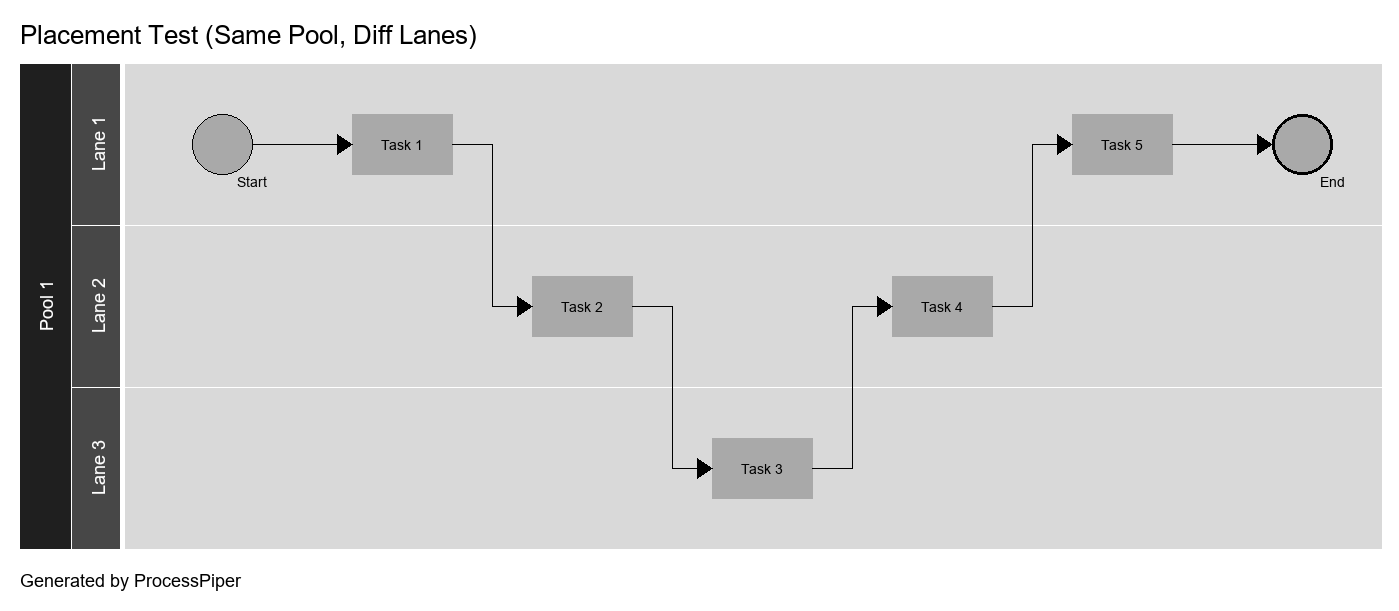 Placement Test (Same Pool, Diff Lanes)
Pool 1
Lane 1
Start
Task 1
Task 5
End
Lane 2
Task 2
Task 4
Lane 3
Task 3
Generated by ProcessPiper